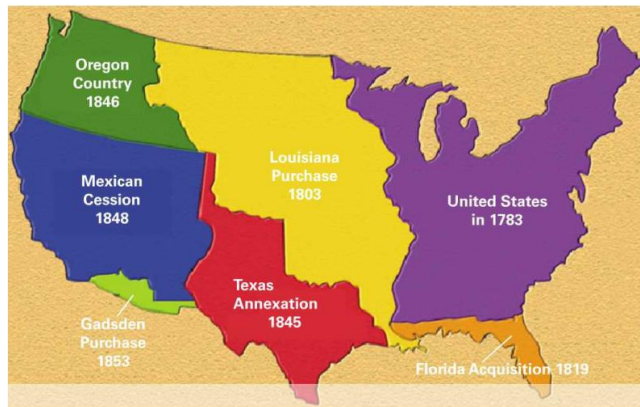 Oregon
Country
1846
Louisiana
Purchase
1803
Mexican
Cession
1848
United States
in 1783
Texas
Annexation
1845
Gadsden
Purchase
1853
Florida Acquisition 1819